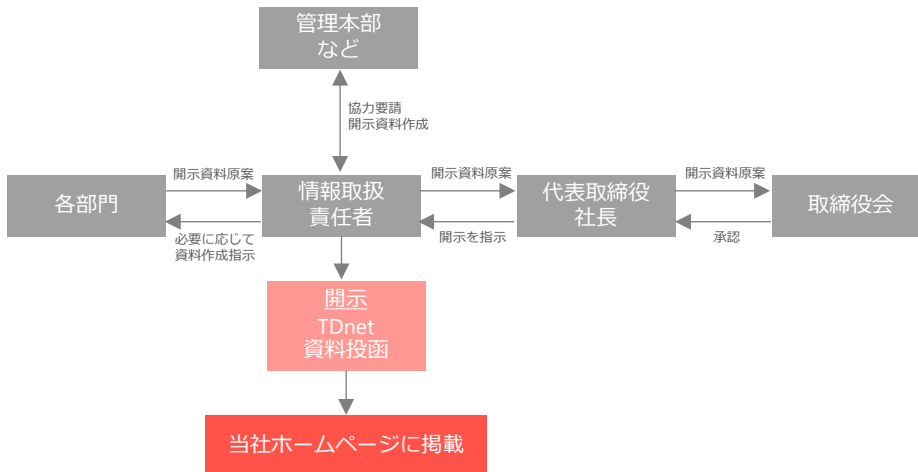 管理本部
など
協力要請
開示資料作成
開示資料原案
開示資料原案
開示資料原案
各部門
情報取扱
責任者
代表取締役
社長
取締役会
必要に応じて
資料作成指示
開示を指示
承認
開示
TDnet
資料投函
当社ホームページに掲載